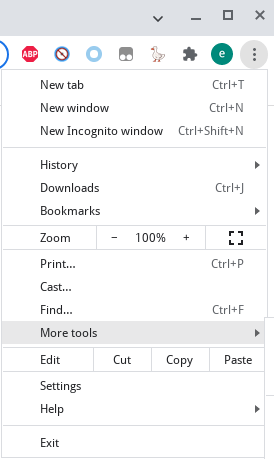 ABP
e
New tab Ctrl+T
New window Ctrl+N
New Incognito window Ctrl+Shift+N
History
Downloads Ctrl+J
Bookmarks
Zoom − 100% +
Print... Ctrl+P
Cast...
Find... Ctrl+F
More tools
Edit Cut Copy Paste
Settings
Help
Exit